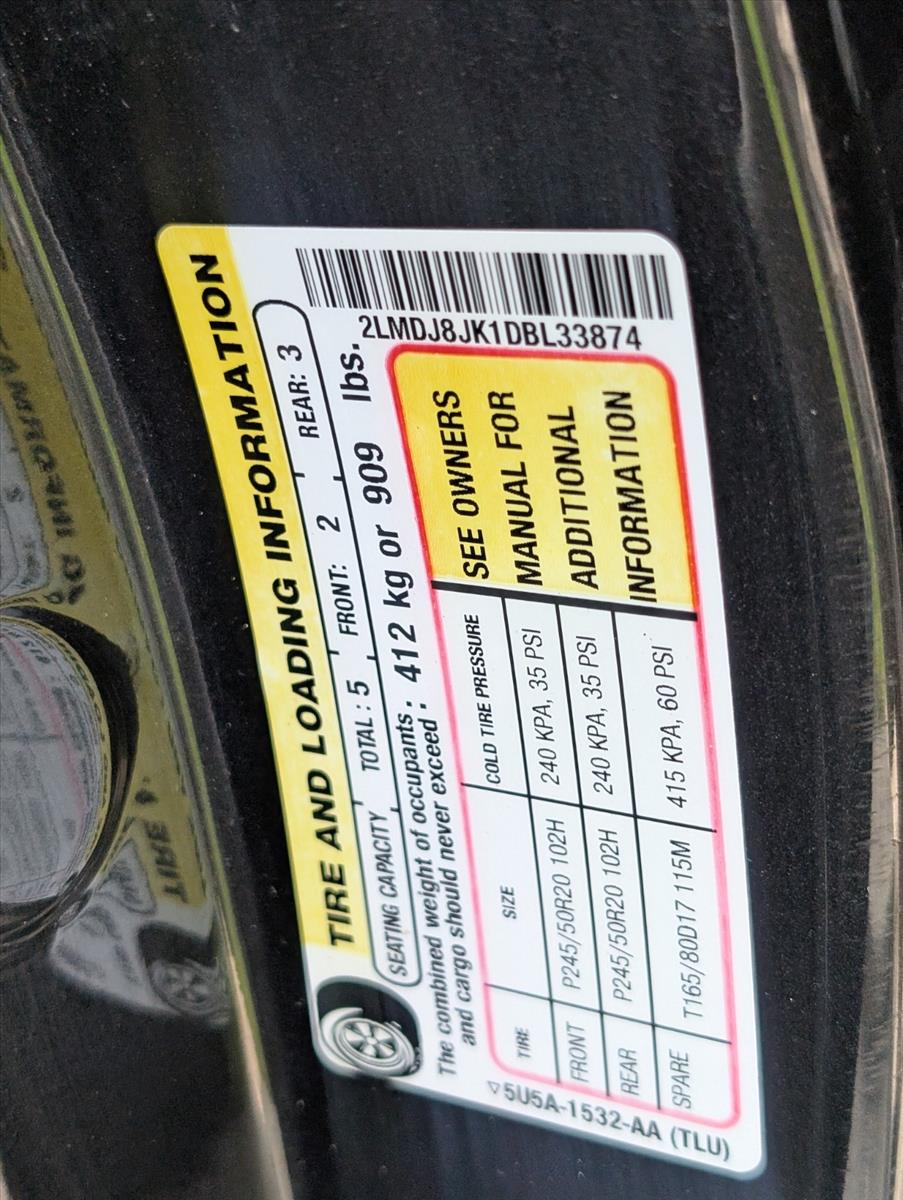 TIRE AND LOADING INFORMATION
SEATING CAPACITY TOTAL : 5 FRONT: 2 REAR: 3
The combined weight of occupants
and cargo should never exceed : 412 kg or 909 lbs.
2LMDJ8JK1DBL33874
TIRE SIZE COLD TIRE PRESSURE
FRONT P245/50R20 102H 240 KPA, 35 PSI
REAR P245/50R20 102H 240 KPA, 35 PSI
SPARE T165/80D17 115M 415 KPA, 60 PSI
SEE OWNERS
MANUAL FOR
ADDITIONAL
INFORMATION
▽5U5A-1532-AA (TLU)